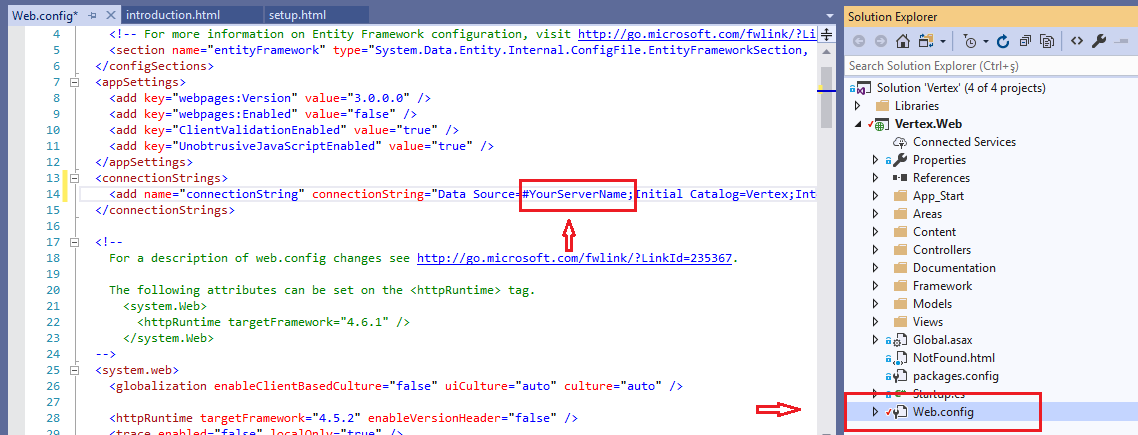 Web.config*
introduction.html
setup.html
4 <!-- For more information on Entity Framework configuration, visit http://go.microsoft.com/fwlink/?Li
5 <section name="entityFramework" type="System.Data.Entity.Internal.ConfigFile.EntityFrameworkSection,
6 </configSections>
7 <appSettings>
8 <add key="webpages:Version" value="3.0.0.0" />
9 <add key="webpages:Enabled" value="false" />
10 <add key="ClientValidationEnabled" value="true" />
11 <add key="UnobtrusiveJavaScriptEnabled" value="true" />
12 </appSettings>
13 <connectionStrings>
14 <add name="connectionString" connectionString="Data Source=#YourServerName;Initial Catalog=Vertex;Int
15 </connectionStrings>
16
17 <!--
18 For a description of web.config changes see http://go.microsoft.com/fwlink/?LinkId=235367.
19
20 The following attributes can be set on the <httpRuntime> tag.
21 <system.Web>
22 <httpRuntime targetFramework="4.6.1" />
23 </system.Web>
24 -->
25 <system.web>
26 <globalization enableClientBasedCulture="false" uiCulture="auto" culture="auto" />
27
28 <httpRuntime targetFramework="4.5.2" enableVersionHeader="false" />
29 <trace enabled="false" localOnly="true" />
Solution Explorer
Search Solution Explorer (Ctrl+ş)
Solution 'Vertex' (4 of 4 projects)
Libraries
Vertex.Web
Connected Services
Properties
References
App_Start
Areas
Content
Controllers
Documentation
Framework
Models
Views
Global.asax
NotFound.html
packages.config
Startup.cs
Web.config